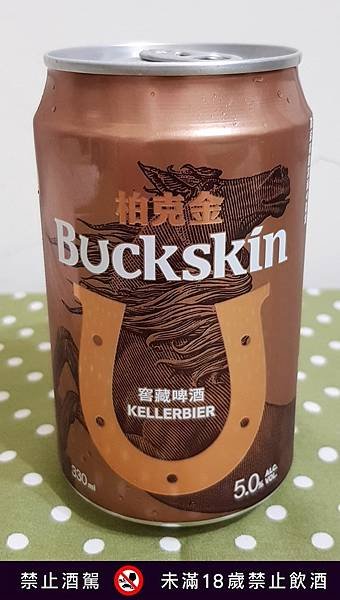 柏克金
Buckskin
窖藏啤酒
KELLERBIER
330ml
5.0% ALC. VOL.
禁止酒駕 未滿18歲禁止飲酒